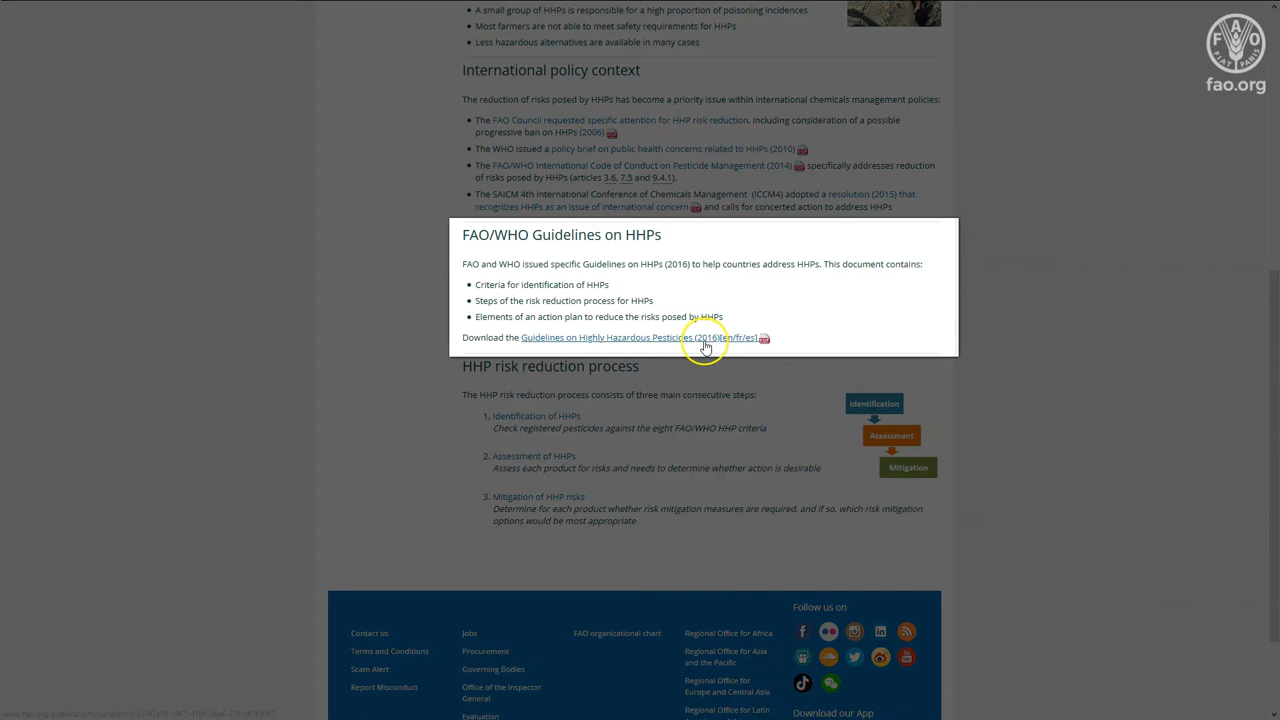 A small group of HHPs is responsible for a high proportion of poisoning incidences
Most farmers are not able to meet safety requirements for HHPs
Less hazardous alternatives are available in many cases
FAO
FIAT PANIS
fao.org
International policy context
The reduction of risks posed by HHPs has become a priority issue within international chemicals management policies:
The FAO Council requested specific attention for HHP risk reduction, including consideration of a possible
progressive ban on HHPs (2006)
The WHO issued a policy brief on public health concerns related to HHPs (2010)
The FAO/WHO International Code of Conduct on Pesticide Management (2014) specifically addresses reduction
of risks posed by HHPs (articles 3.6, 7.5 and 9.4.1).
The SAICM 4th International Conference of Chemicals Management (ICCM4) adopted a resolution (2015) that
recognizes HHPs as an issue of international concern and calls for concerted action to address HHPs
FAO/WHO Guidelines on HHPs
FAO and WHO issued specific Guidelines on HHPs (2016) to help countries address HHPs. This document contains:
Criteria for identification of HHPs
Steps of the risk reduction process for HHPs
Elements of an action plan to reduce the risks posed by HHPs
Download the Guidelines on Highly Hazardous Pesticides (2016)[en/fr/es]
HHP risk reduction process
The HHP risk reduction process consists of three main consecutive steps:
1. Identification of HHPs
Check registered pesticides against the eight FAO/WHO HHP criteria
2. Assessment of HHPs
Assess each product for risks and needs to determine whether action is desirable
3. Mitigation of HHP risks
Determine for each product whether risk mitigation measures are required, and if so, which risk mitigation
options would be most appropriate
Identification
Assessment
Mitigation
Contact us
Terms and Conditions
Scam Alert
Report Misconduct
Jobs
Procurement
Governing Bodies
Office of the Inspector
General
Evaluation
FAO organizational chart
Regional Office for Africa
Regional Office for Asia
and the Pacific
Regional Office for
Europe and Central Asia
Regional Office for Latin
Follow us on
Download our App